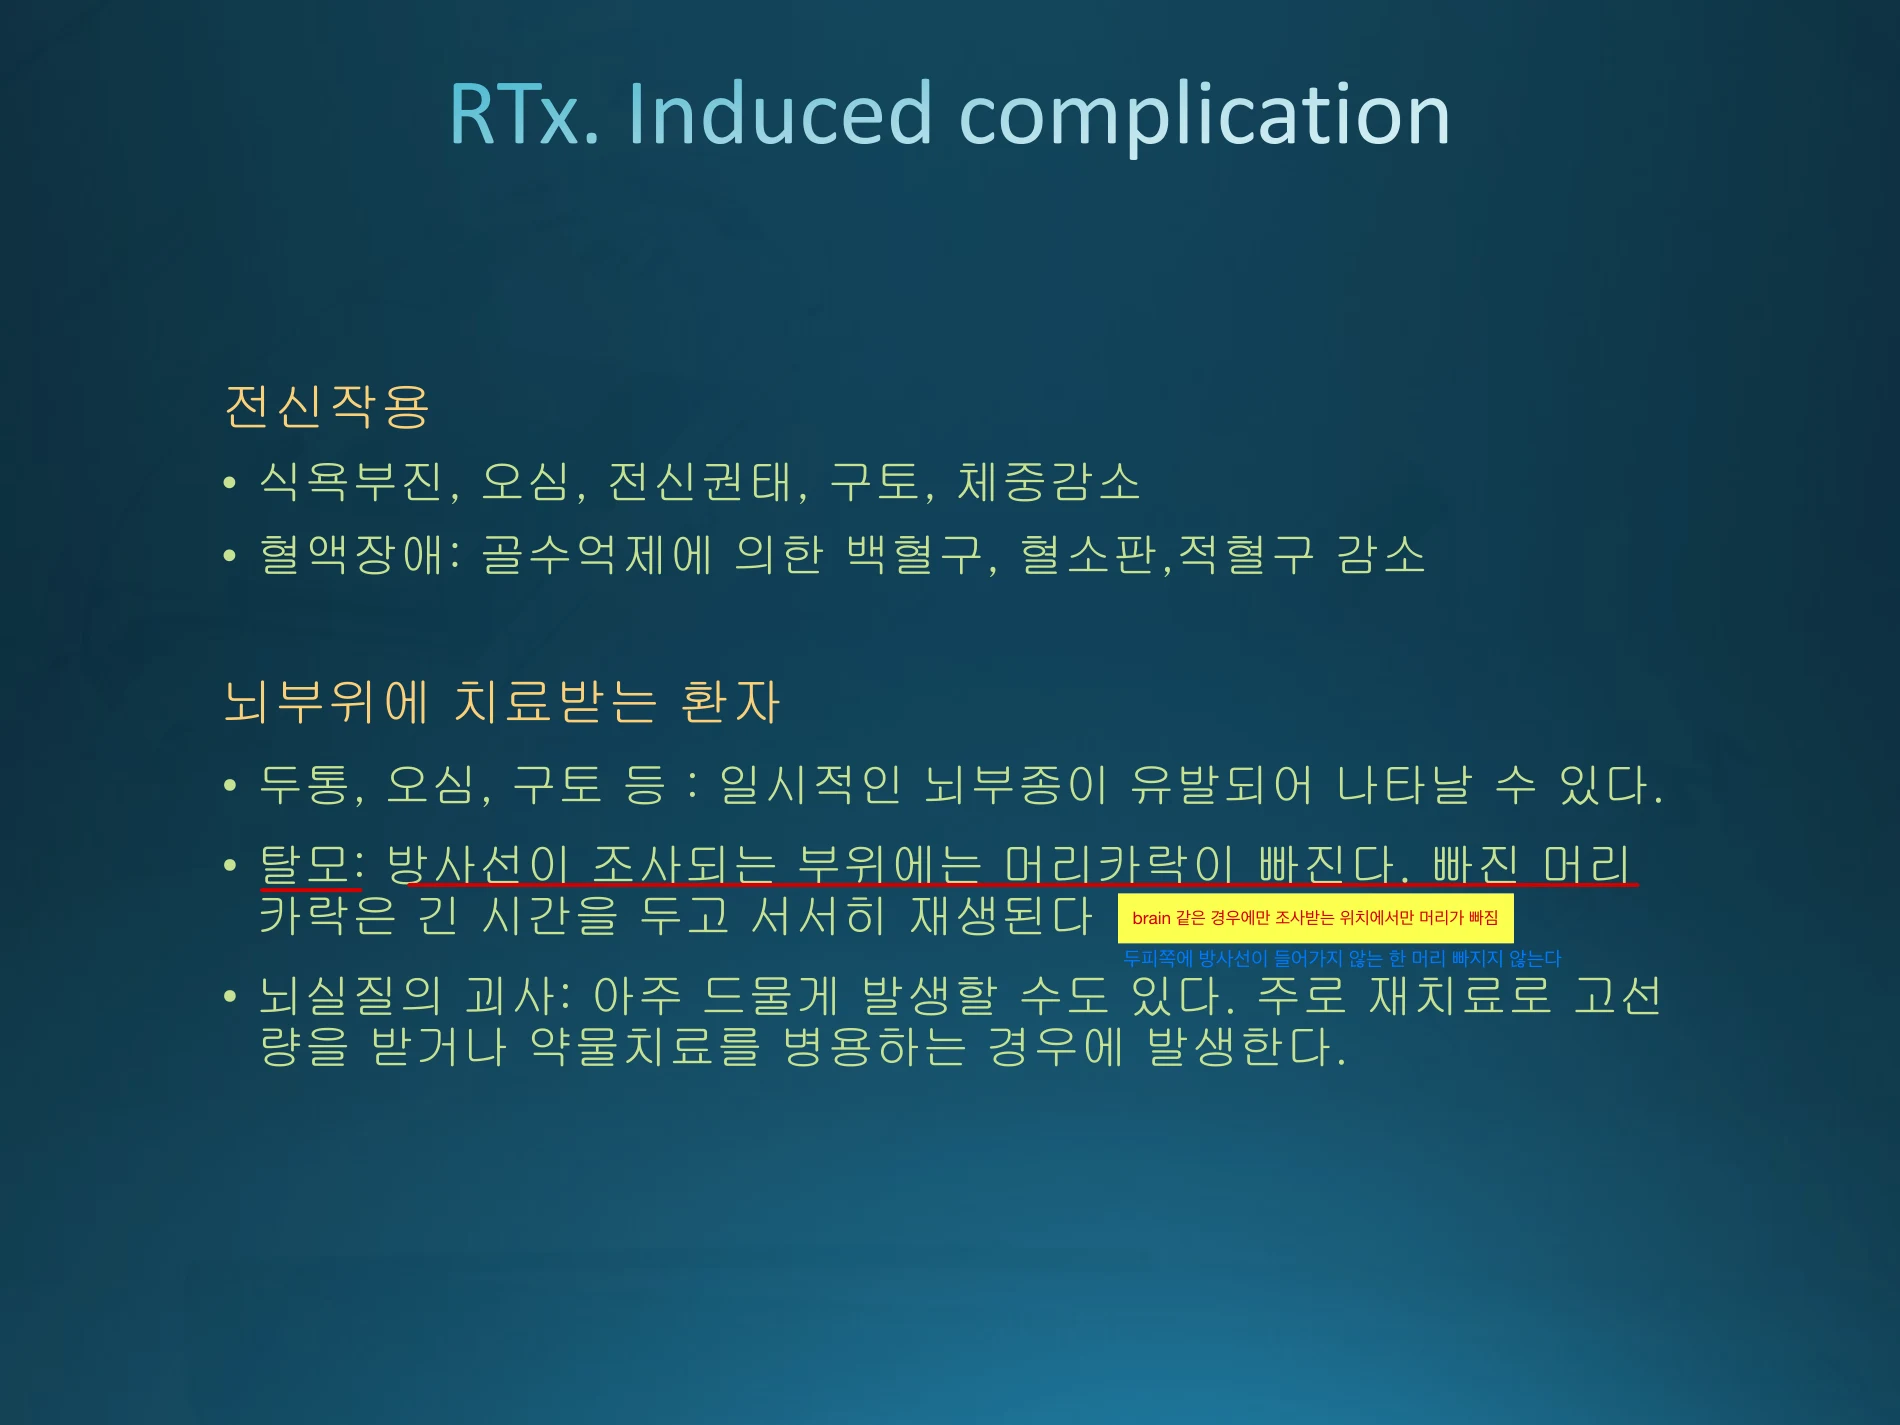 RTx. Induced complication
전신작용
• 식욕부진, 오심, 전신권태, 구토, 체중감소
• 혈액장애: 골수억제에 의한 백혈구, 혈소판,적혈구 감소
뇌부위에 치료받는 환자
• 두통, 오심, 구토 등 : 일시적인 뇌부종이 유발되어 나타날 수 있다.
• 탈모: 방사선이 조사되는 부위에는 머리카락이 빠진다. 빠진 머리
카락은 긴 시간을 두고 서서히 재생된다
brain 같은 경우에만 조사받는 위치에서만 머리가 빠짐
두피쪽에 방사선이 들어가지 않는 한 머리 빠지지 않는다
• 뇌실질의 괴사: 아주 드물게 발생할 수도 있다. 주로 재치료로 고선
량을 받거나 약물치료를 병용하는 경우에 발생한다.